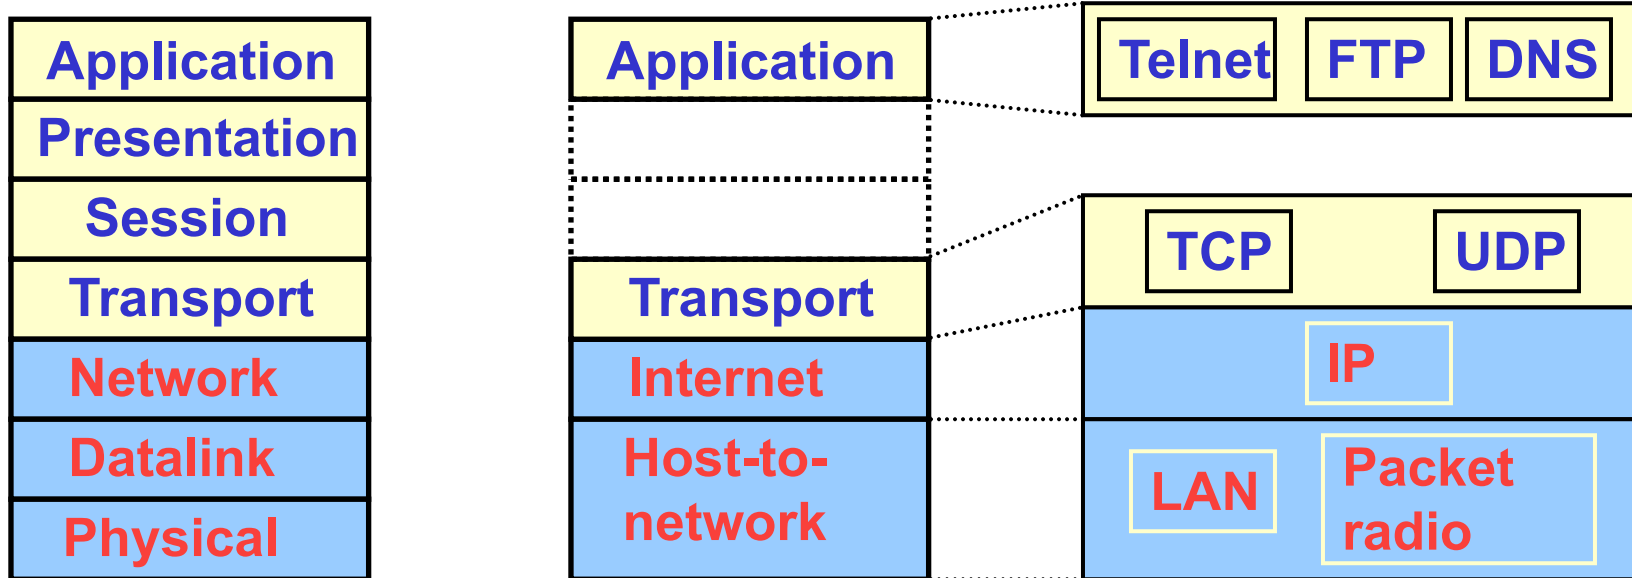 Application
Presentation
Session
Transport
Network
Datalink
Physical
Application
Transport
Internet
Host-to-
network
Telnet FTP DNS
TCP UDP
IP
LAN
Packet
radio